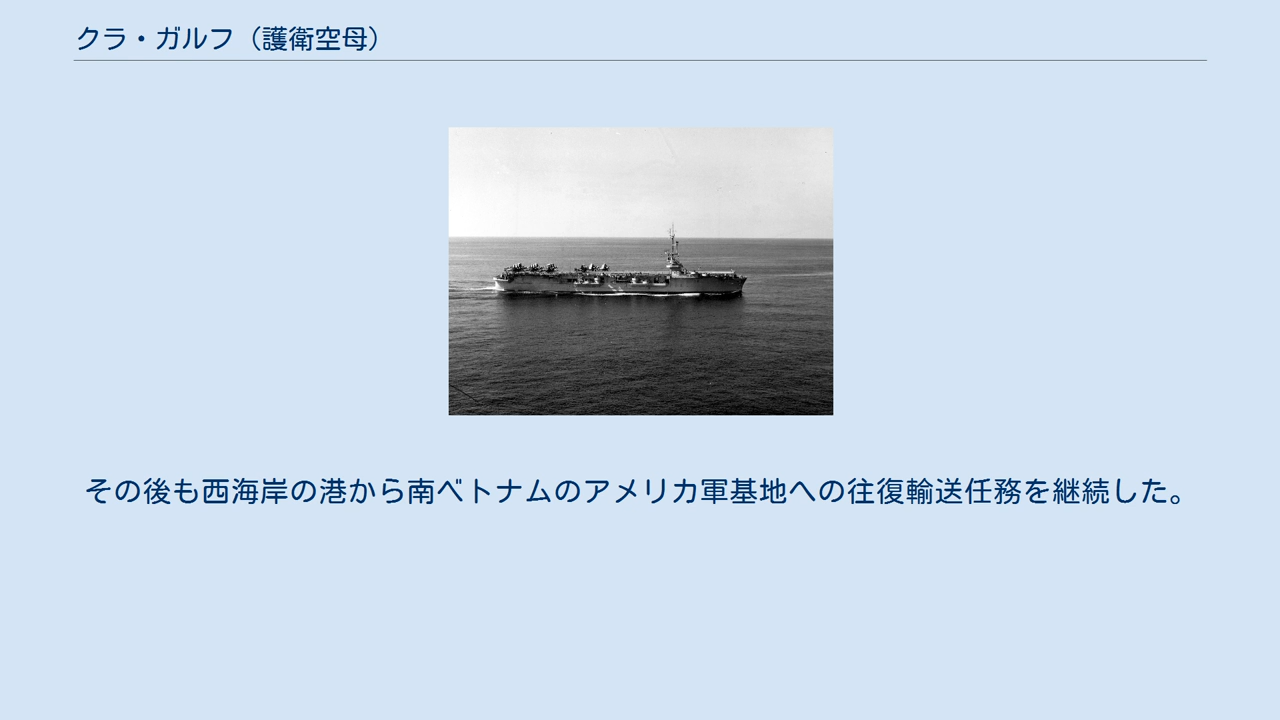 クラ・ガルフ（護衛空母）
その後も西海岸の港から南ベトナムのアメリカ軍基地への往復輸送任務を継続した。